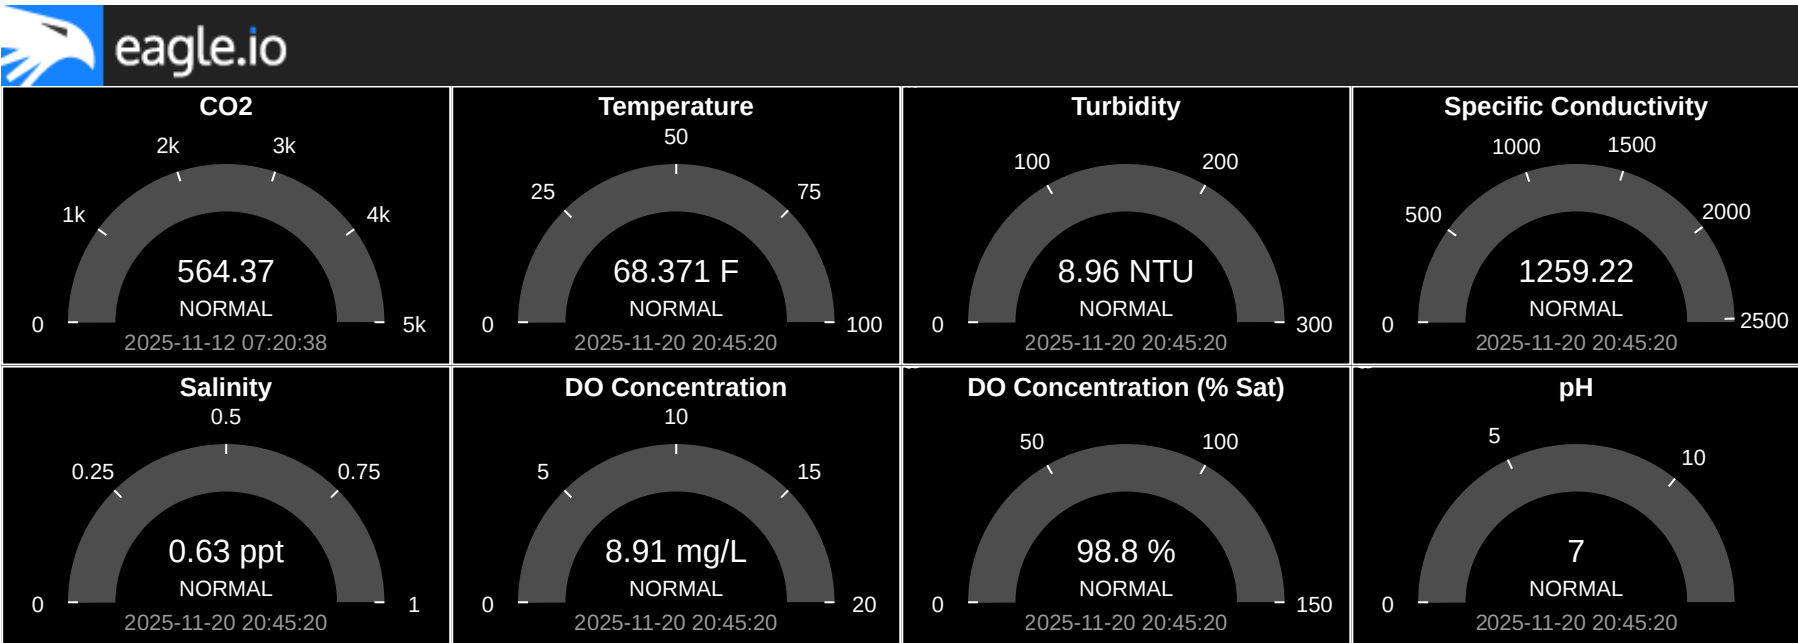 eagle.io
CO2
2k 3k
1k 4k
564.37
NORMAL
0 5k
2025-11-12 07:20:38
Temperature
50
25 75
68.371 F
NORMAL
0 100
2025-11-20 20:45:20
Turbidity
100 200
8.96 NTU
NORMAL
0 300
2025-11-20 20:45:20
Specific Conductivity
1000 1500
500 2000
1259.22
NORMAL
0 2500
2025-11-20 20:45:20
Salinity
0.5
0.25 0.75
0.63 ppt
NORMAL
0 1
2025-11-20 20:45:20
DO Concentration
10
5 15
8.91 mg/L
NORMAL
0 20
2025-11-20 20:45:20
DO Concentration (% Sat)
50 100
98.8 %
NORMAL
0 150
2025-11-20 20:45:20
pH
5 10
7
NORMAL
0
2025-11-20 20:45:20